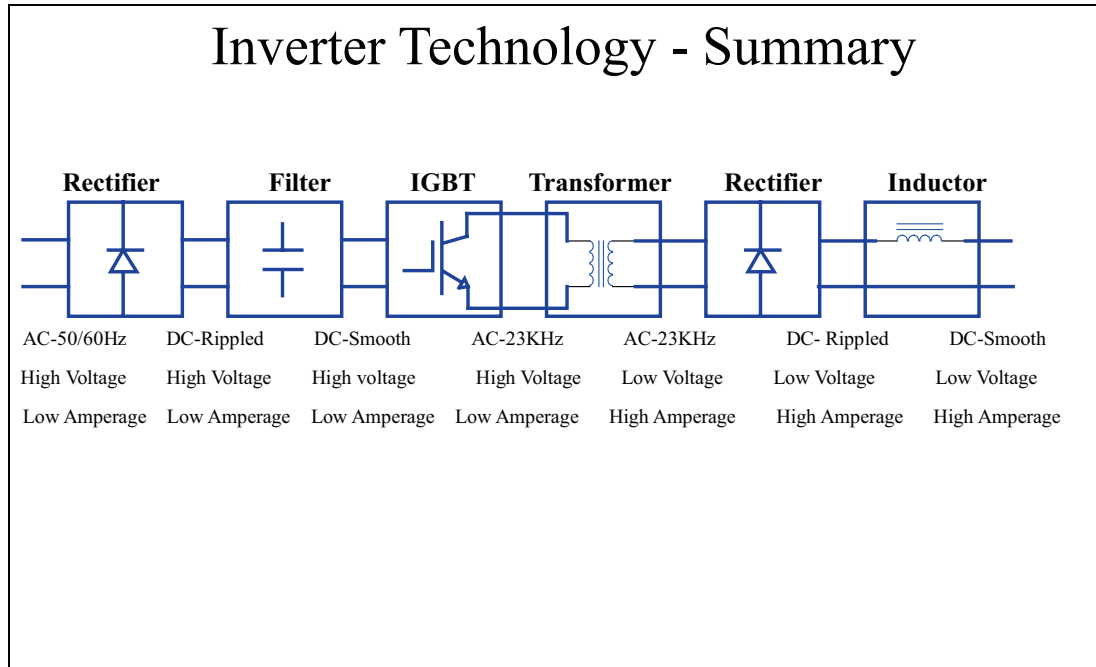 Inverter Technology - Summary
Rectifier Filter IGBT Transformer Rectifier Inductor
AC-50/60Hz DC-Rippled DC-Smooth AC-23KHz AC-23KHz DC- Rippled DC-Smooth
High Voltage High Voltage High voltage High Voltage Low Voltage Low Voltage Low Voltage
Low Amperage Low Amperage Low Amperage Low Amperage High Amperage High Amperage High Amperage